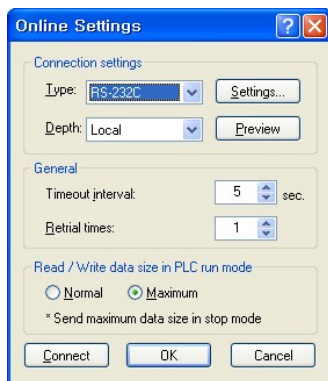 Online Settings
Connection settings
Type: RS-232C Settings...
Depth: Local Preview
General
Timeout interval: 5 sec.
Retrial times: 1
Read / Write data size in PLC run mode
Normal Maximum
* Send maximum data size in stop mode
Connect OK Cancel